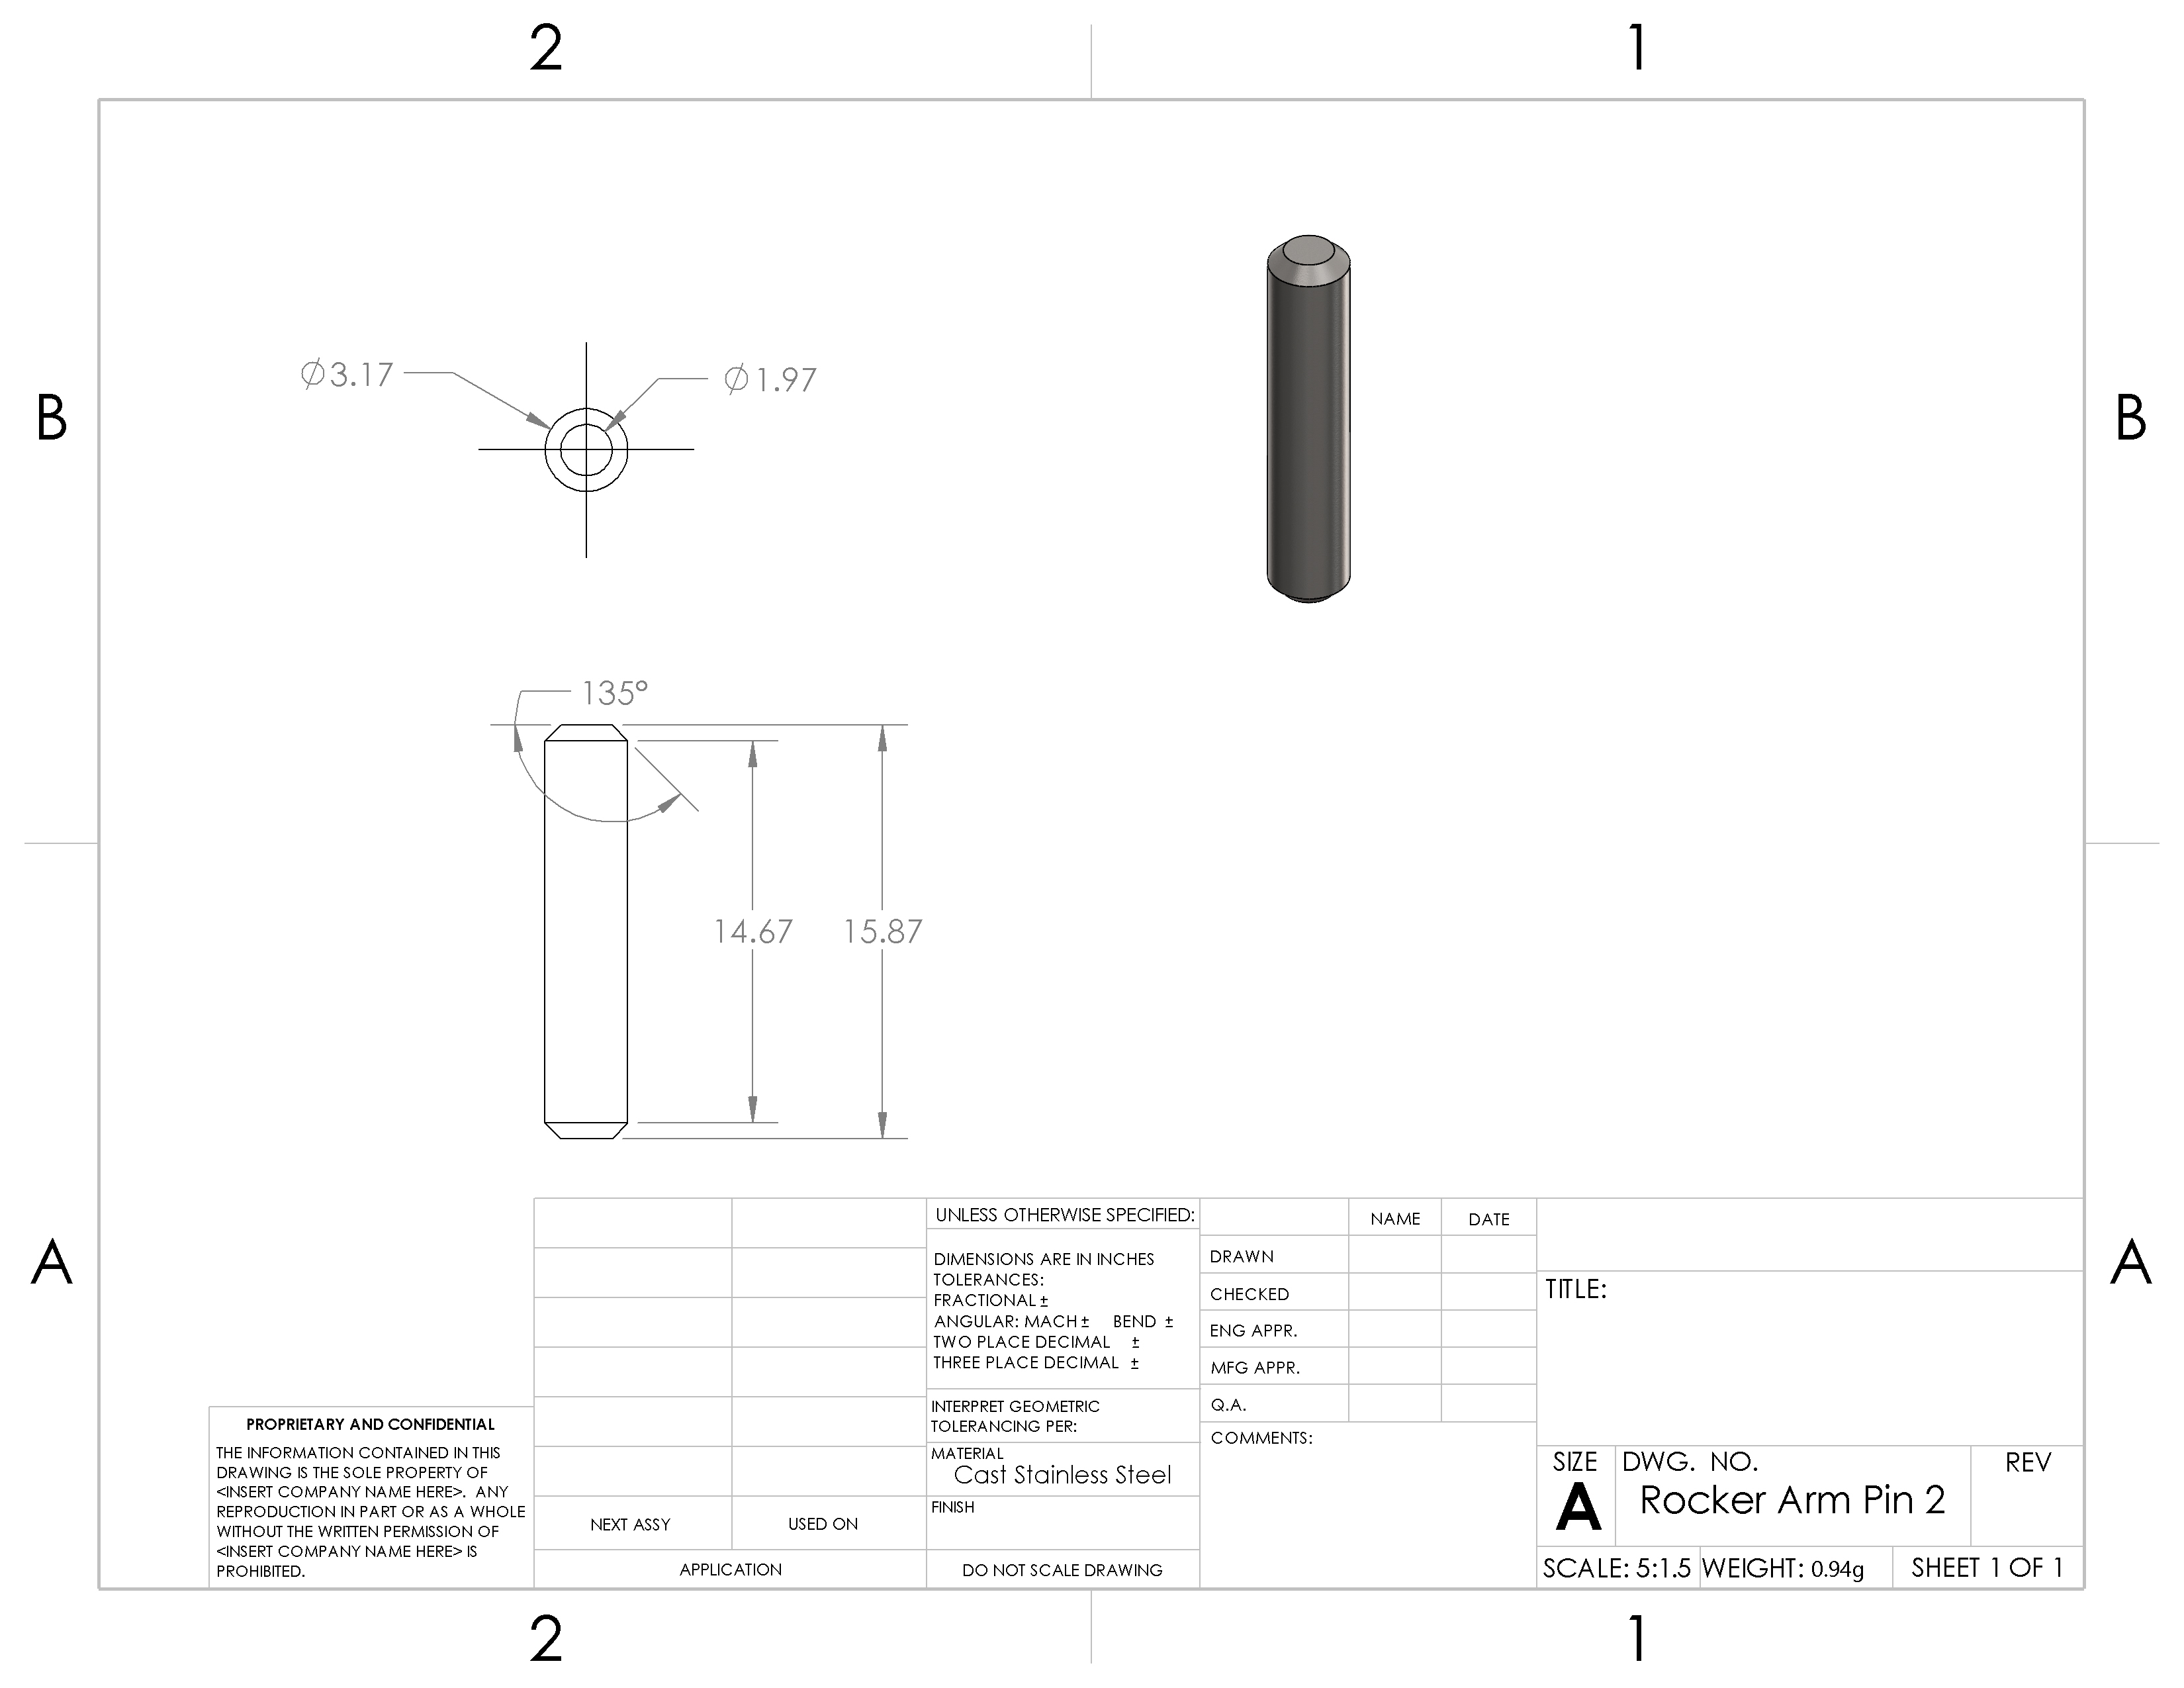 2 1
B B
∅3.17 ∅1.97
135°
14.67 15.87
A A
UNLESS OTHERWISE SPECIFIED:
DIMENSIONS ARE IN INCHES
TOLERANCES:
FRACTIONAL ±
ANGULAR: MACH ± BEND ±
TWO PLACE DECIMAL ±
THREE PLACE DECIMAL ±
INTERPRET GEOMETRIC
TOLERANCING PER:
MATERIAL
Cast Stainless Steel
FINISH
DO NOT SCALE DRAWING
NAME DATE
DRAWN
CHECKED
ENG APPR.
MFG APPR.
Q.A.
COMMENTS:
TITLE:
SIZE DWG. NO. REV
A Rocker Arm Pin 2
SCALE: 5:1.5 WEIGHT: 0.94g SHEET 1 OF 1
PROPRIETARY AND CONFIDENTIAL
THE INFORMATION CONTAINED IN THIS
DRAWING IS THE SOLE PROPERTY OF
<INSERT COMPANY NAME HERE>. ANY
REPRODUCTION IN PART OR AS A WHOLE
WITHOUT THE WRITTEN PERMISSION OF
<INSERT COMPANY NAME HERE> IS
PROHIBITED.
NEXT ASSY USED ON
APPLICATION
2 1